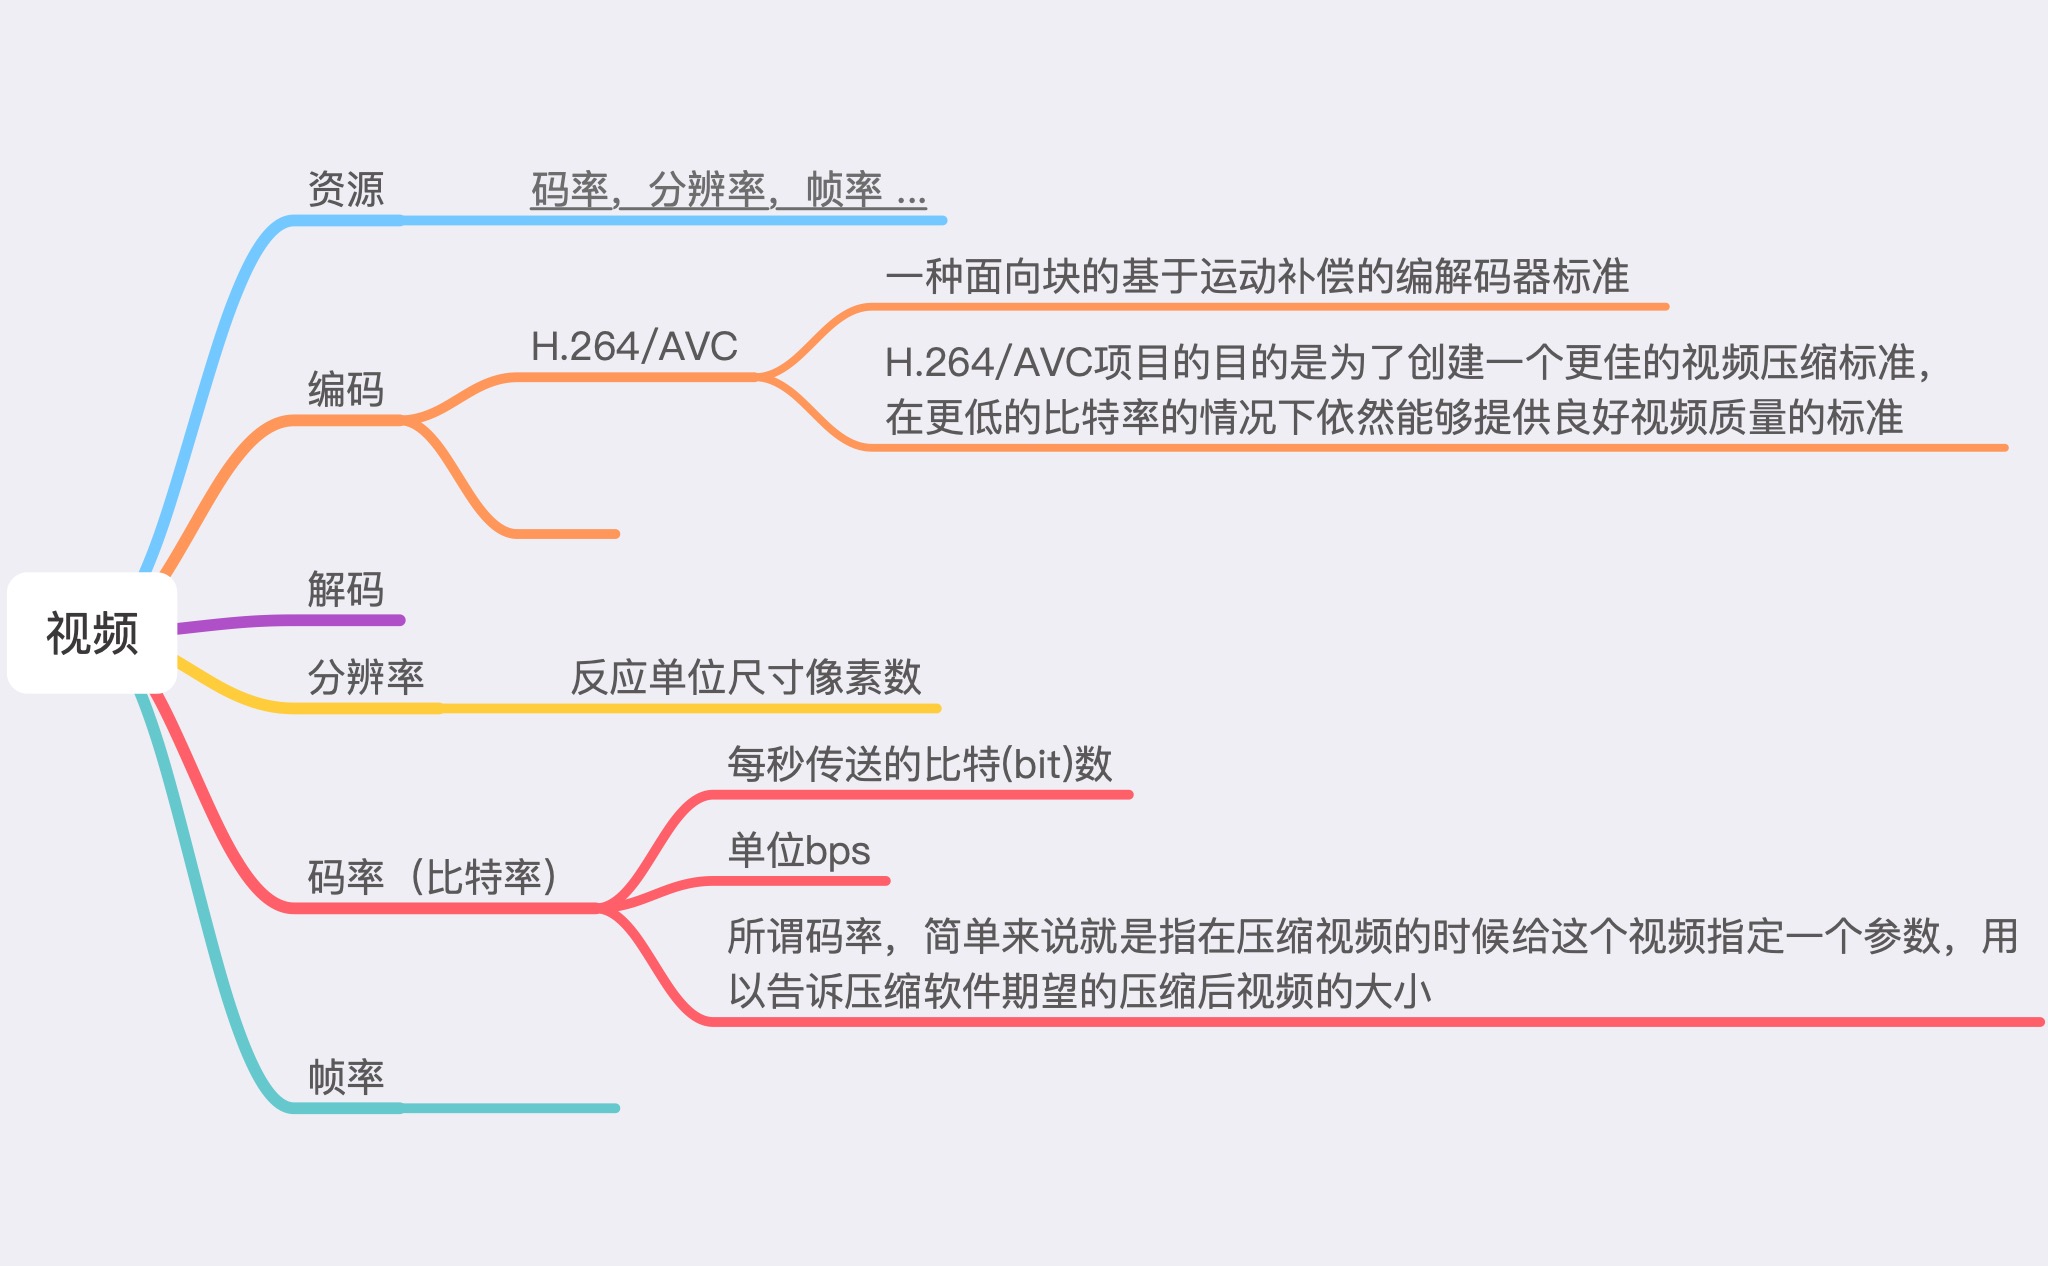 资源
码率，分辨率，帧率 ...
一种面向块的基于运动补偿的编解码器标准
H.264/AVC
H.264/AVC项目的目的是为了创建一个更佳的视频压缩标准，
在更低的比特率的情况下依然能够提供良好视频质量的标准
编码
解码
视频
分辨率
反应单位尺寸像素数
每秒传送的比特(bit)数
单位bps
码率（比特率）
所谓码率，简单来说就是指在压缩视频的时候给这个视频指定一个参数，用
以告诉压缩软件期望的压缩后视频的大小
帧率